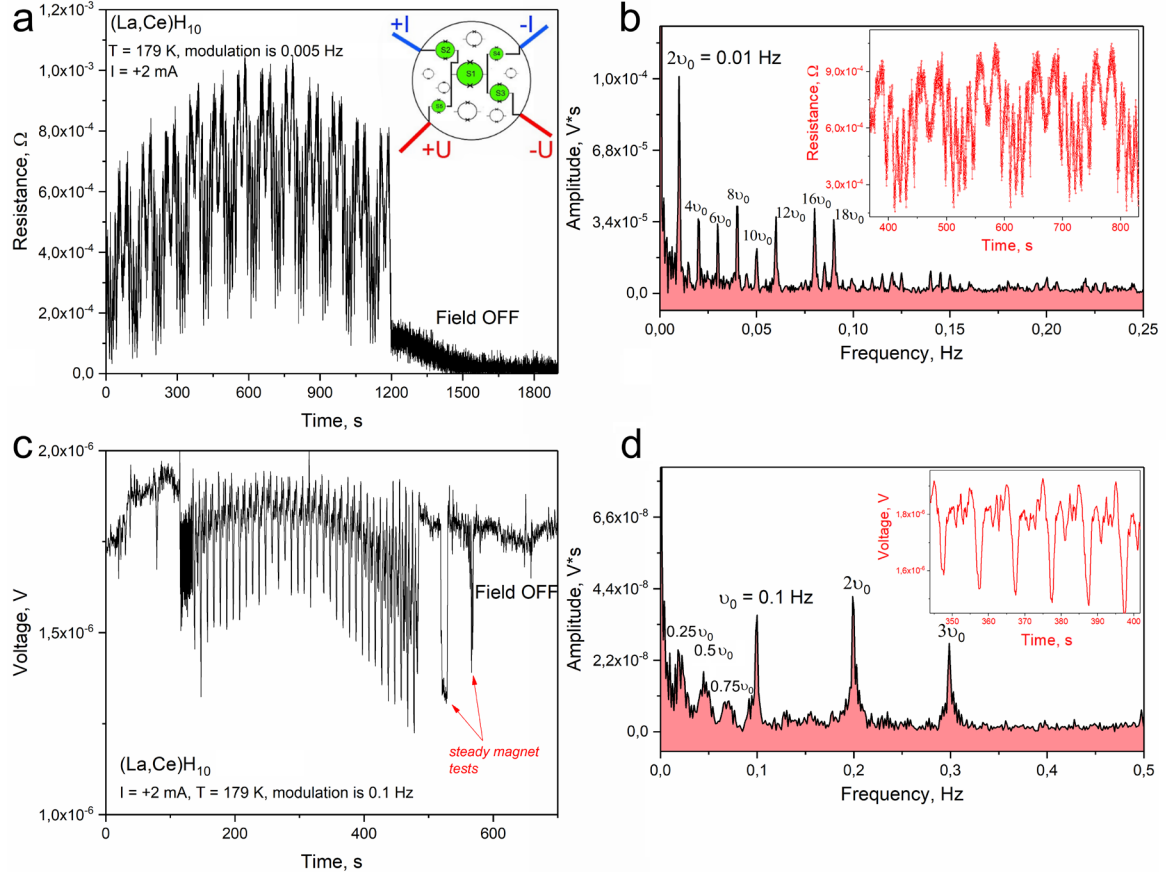 a
(La,Ce)H10
T = 179 K, modulation is 0.005 Hz
I = +2 mA
+I
-I
S2
S4
S1
S3
S5
+U
-U
Field OFF
1,2x10-3
1,0x10-3
8,0x10-4
6,0x10-4
4,0x10-4
2,0x10-4
0,0
Resistance, Ω
0
300
600
900
1200
1500
1800
Time, s
b
2υ0 = 0.01 Hz
4υ0
6υ0
8υ0
10υ0
12υ0
16υ0
18υ0
1,0x10-4
6,8x10-5
3,4x10-5
0,0
Amplitude, V*s
0,00
0,05
0,10
0,15
0,20
0,25
Frequency, Hz
9,0x10-4
6,0x10-4
3,0x10-4
Resistance, Ω
400
500
600
700
800
Time, s
c
2,0x10-6
1,5x10-6
1,0x10-6
Voltage, V
Field OFF
steady magnet
tests
(La,Ce)H10
I = +2 mA, T = 179 K, modulation is 0.1 Hz
0
200
400
600
Time, s
d
υ0 = 0.1 Hz
2υ0
3υ0
0.25υ0
0.5υ0
0.75υ0
6,6x10-8
4,4x10-8
2,2x10-8
0,0
Amplitude, V*s
0,0
0,1
0,2
0,3
0,4
0,5
Frequency, Hz
1,8x10-6
1,6x10-6
Voltage, V
350
360
370
380
390
400
Time, s